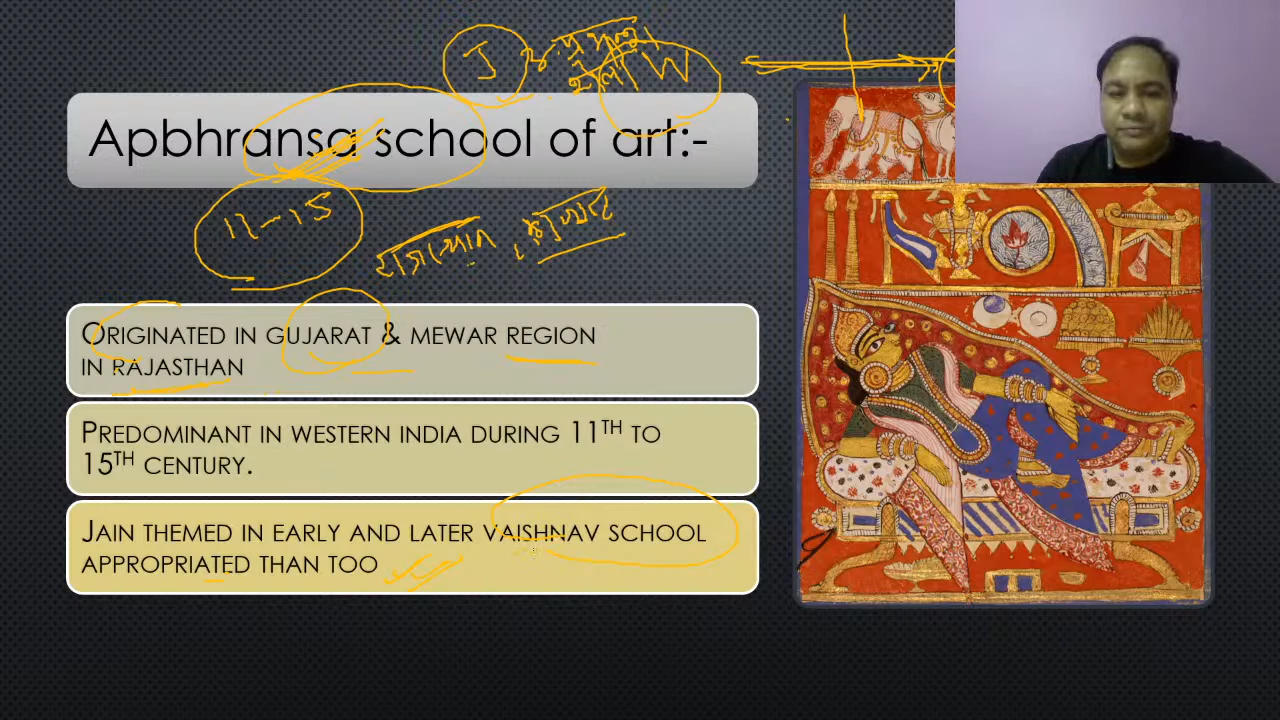 J
W
Apbhransa school of art:-
11-15
Originated in Gujarat & Mewar region
in Rajasthan
Predominant in western India during 11th to
15th century.
Jain themed in early and later Vaishnav school
appropriated than too